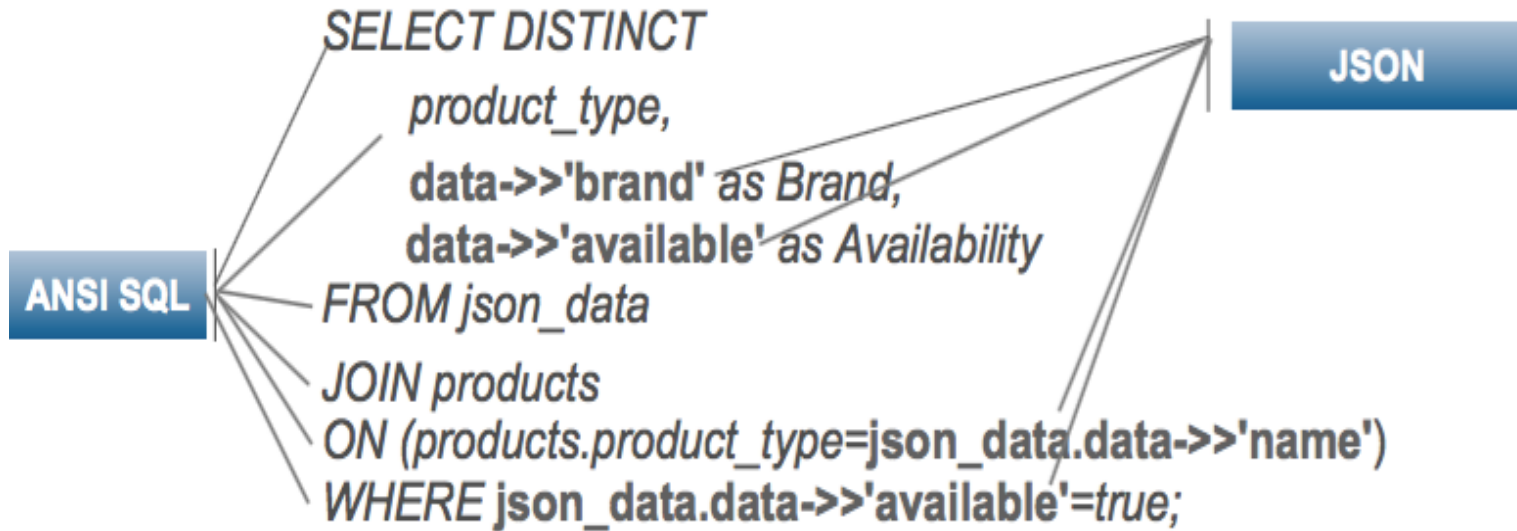 SELECT DISTINCT
JSON
product_type,
data->>'brand' as Brand,
data->>'available' as Availability
ANSI SQL
FROM json_data
JOIN products
ON (products.product_type=json_data.data->>'name')
WHERE json_data.data->>'available'=true;